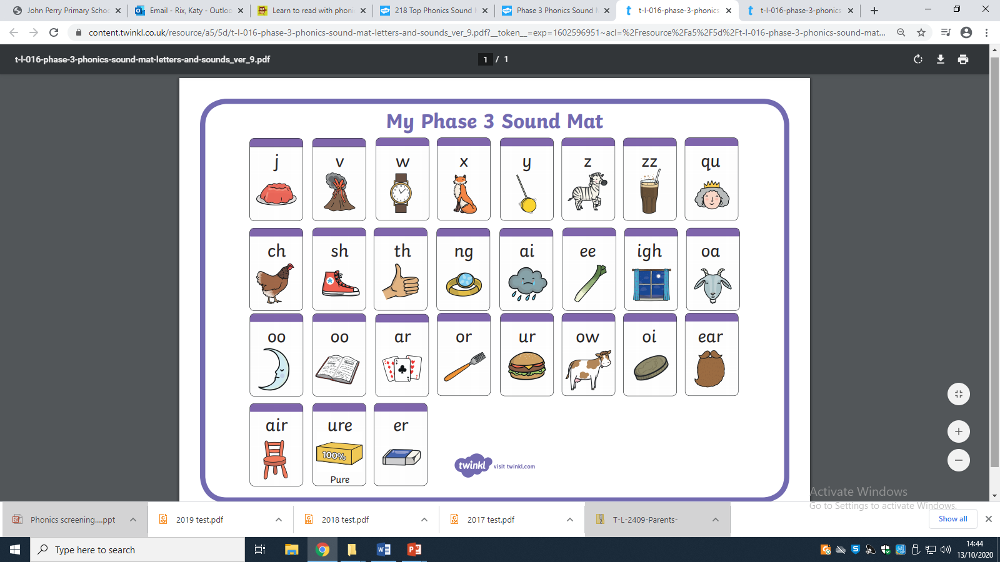 John Perry Primary Schoo
Email - Rix, Katy - Outloo
Learn to read with phoni
218 Top Phonics Sound M
Phase 3 Phonics Sound M
t-l-016-phase-3-phonics
t-l-016-phase-3-phonics
content.twinkl.co.uk/resource/a5/5d/t-l-016-phase-3-phonics-sound-mat-letters-and-sounds_ver_9.pdf?__token__=exp=1602596951~acl=%2Fresource%2Fa5%2F5d%2Ft-l-016-phase-3-phonics-sound-mat...
t-l-016-phase-3-phonics-sound-mat-letters-and-sounds_ver_9.pdf
1 / 1
My Phase 3 Sound Mat
j v w x y z zz qu
ch sh th ng ai ee igh oa
oo oo ar or ur ow oi ear
air ure er
100%
Pure
twinkl visit twinkl.com
Activate Windows
Go to Settings to activate Windows.
Phonics screening....ppt
2019 test.pdf
2018 test.pdf
2017 test.pdf
T-L-2409-Parents-
Show all
Type here to search
14:44
13/10/2020